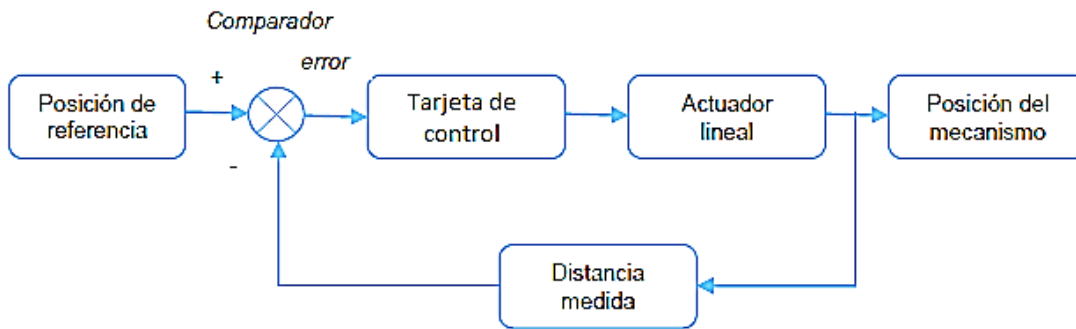 Comparador
error
+
Posición de
referencia
Tarjeta de
control
Actuador
lineal
Posición del
mecanismo
-
Distancia
medida